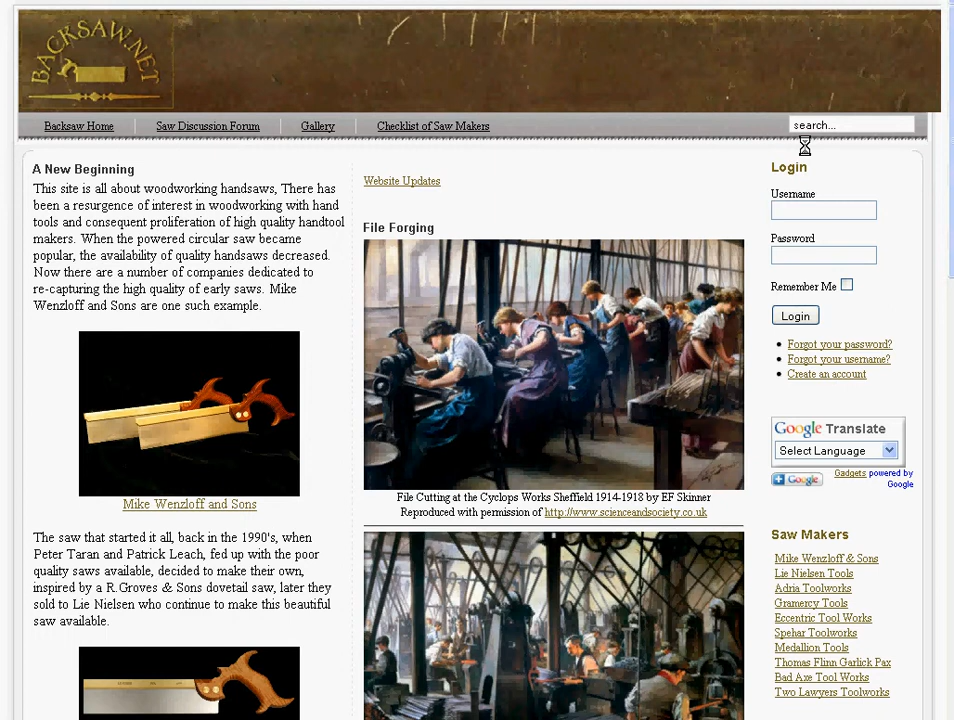 BACKSAW.NET
Backsaw Home
Saw Discussion Forum
Gallery
Checklist of Saw Makers
search...
A New Beginning
This site is all about woodworking handsaws, There has
been a resurgence of interest in woodworking with hand
tools and consequent proliferation of high quality handtool
makers. When the powered circular saw became
popular, the availability of quality handsaws decreased.
Now there are a number of companies dedicated to
re-capturing the high quality of early saws. Mike
Wenzloff and Sons are one such example.
Mike Wenzloff and Sons
The saw that started it all, back in the 1990's, when
Peter Taran and Patrick Leach, fed up with the poor
quality saws available, decided to make their own,
inspired by a R.Groves & Sons dovetail saw, later they
sold to Lie Nielsen who continue to make this beautiful
saw available.
Website Updates
File Forging
File Cutting at the Cyclops Works Sheffield 1914-1918 by EF Skinner
Reproduced with permission of http://www.scienceandsociety.co.uk
Login
Username
Password
Remember Me
Login
Forgot your password?
Forgot your username?
Create an account
Google Translate
Select Language
+ Google
Gadgets powered by
Google
Saw Makers
Mike Wenzloff & Sons
Lie Nielsen Tools
Adria Toolworks
Gramercy Tools
Eccentric Tool Works
Spehar Toolworks
Medallion Tools
Thomas Flinn Garlick Pax
Bad Axe Tool Works
Two Lawyers Toolworks